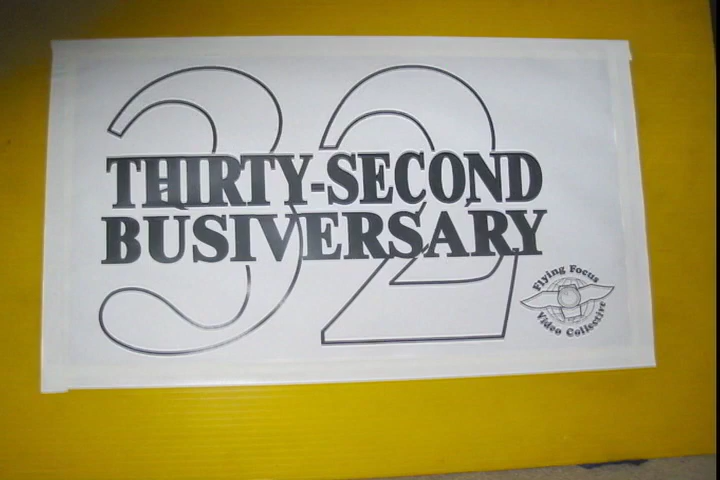 32
THIRTY-SECOND
BUSIVERSARY
Flying Focus
Video Collective